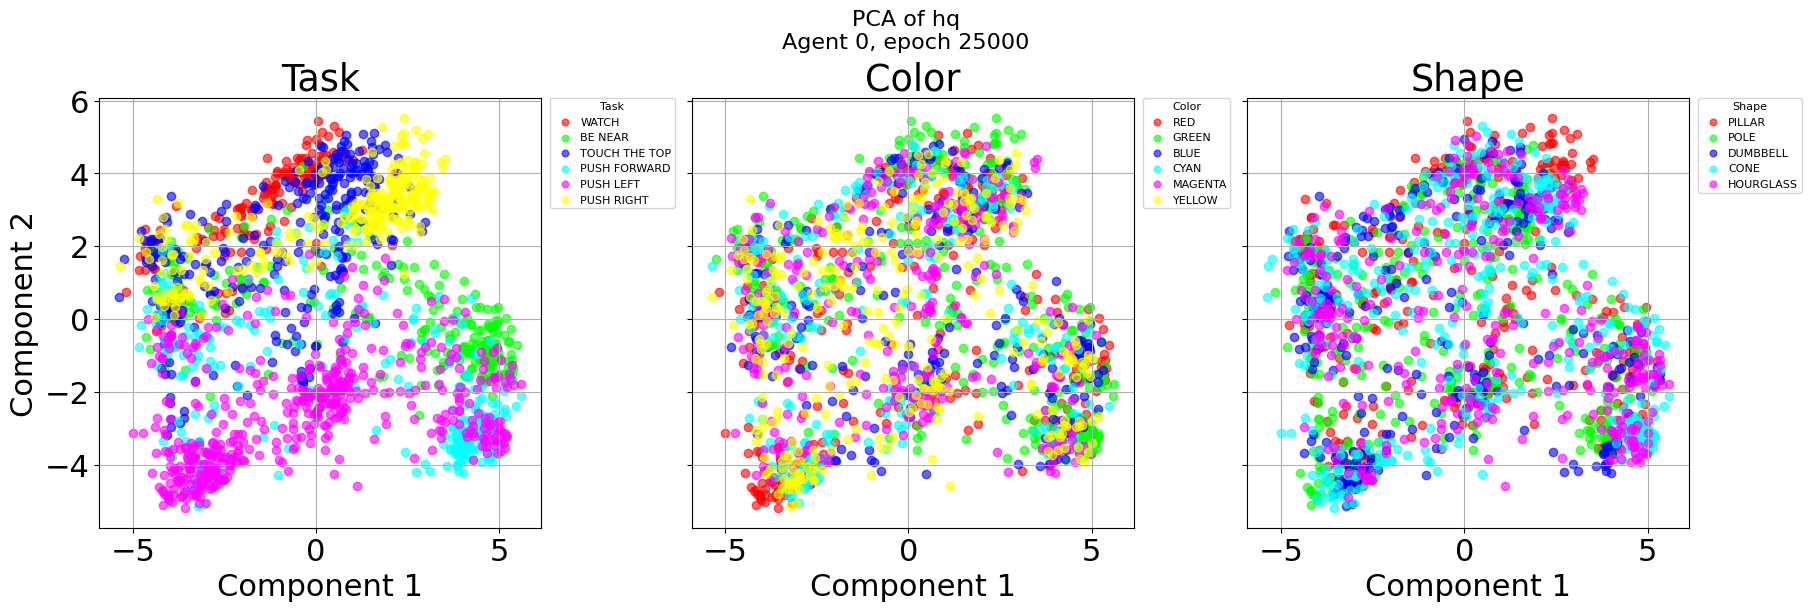 PCA of hq
Agent 0, epoch 25000
Task
Color
Shape
Component 2
6
4
2
0
−2
−4
−5
0
5
Component 1
Task
WATCH
BE NEAR
TOUCH THE TOP
PUSH FORWARD
PUSH LEFT
PUSH RIGHT
−5
0
5
Component 1
Color
RED
GREEN
BLUE
CYAN
MAGENTA
YELLOW
−5
0
5
Component 1
Shape
PILLAR
POLE
DUMBBELL
CONE
HOURGLASS